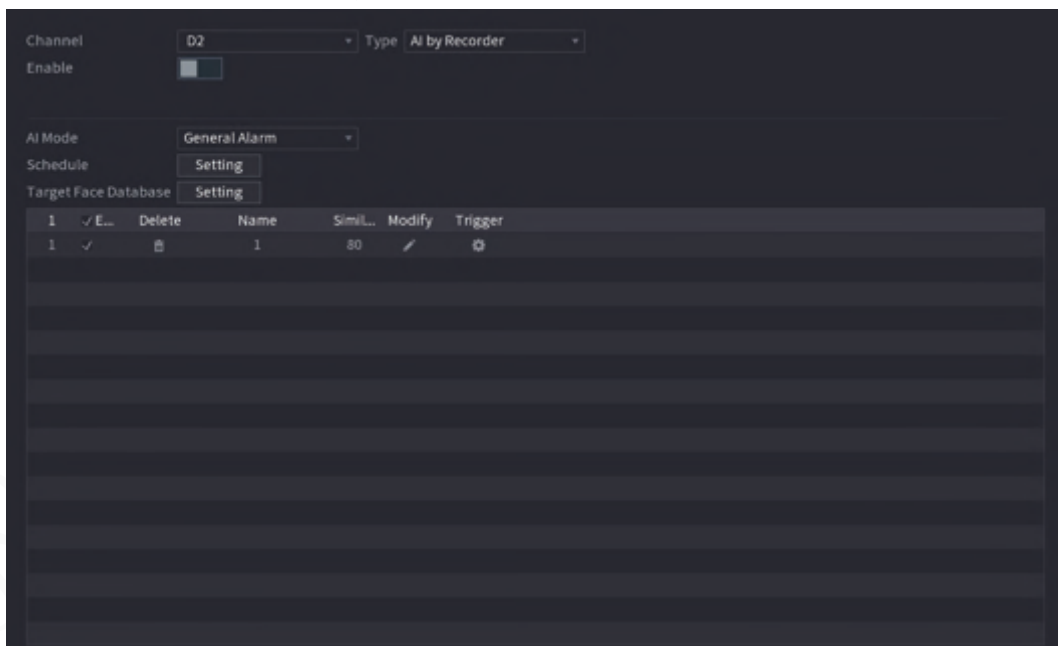 Channel D2 Type AI by Recorder
Enable
AI Mode General Alarm
Schedule Setting
Target Face Database Setting
1 E... Delete Name Simil... Modify Trigger
1 1 80